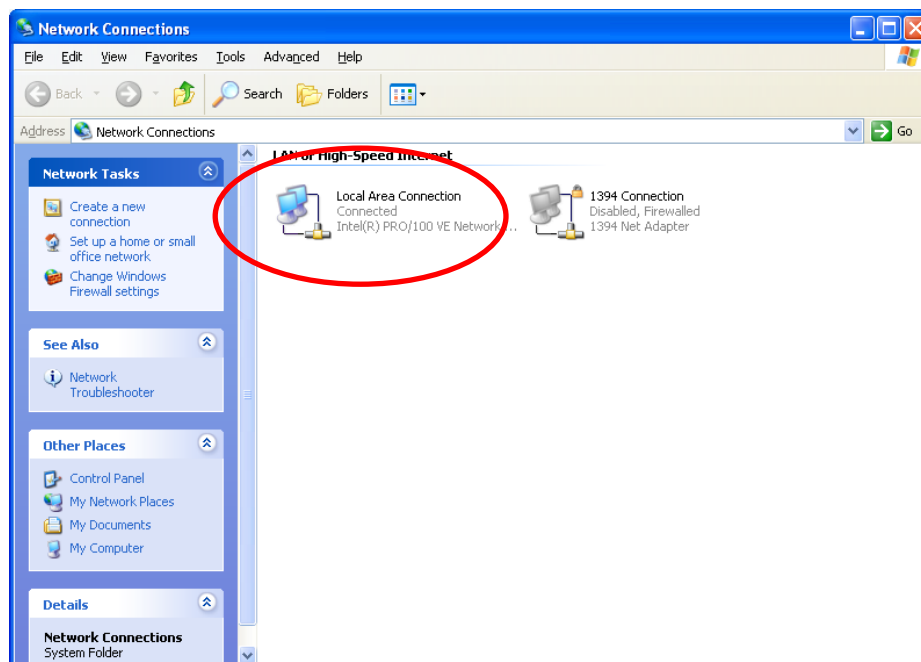 Network Connections
File Edit View Favorites Tools Advanced Help
Back Search Folders
Address Network Connections Go
Network Tasks
Create a new
connection
Set up a home or small
office network
Change Windows
Firewall settings
See Also
Network
Troubleshooter
Other Places
Control Panel
My Network Places
My Documents
My Computer
Details
Network Connections
System Folder
LAN or High-Speed Internet
Local Area Connection
Connected
Intel(R) PRO/100 VE Network ...
1394 Connection
Disabled, Firewalled
1394 Net Adapter